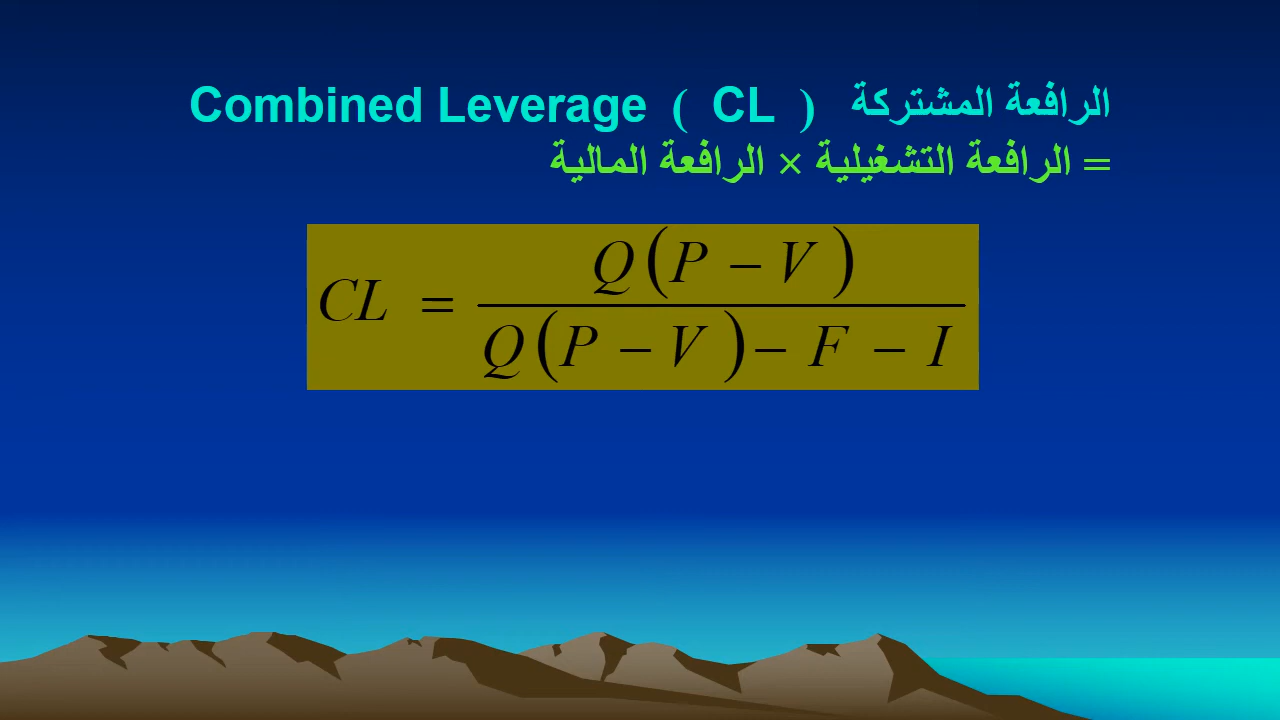 الرافعة المشتركة ( CL ) Combined Leverage
= الرافعة التشغيلية × الرافعة المالية
CL = Q(P − V) / Q(P − V) − F − I